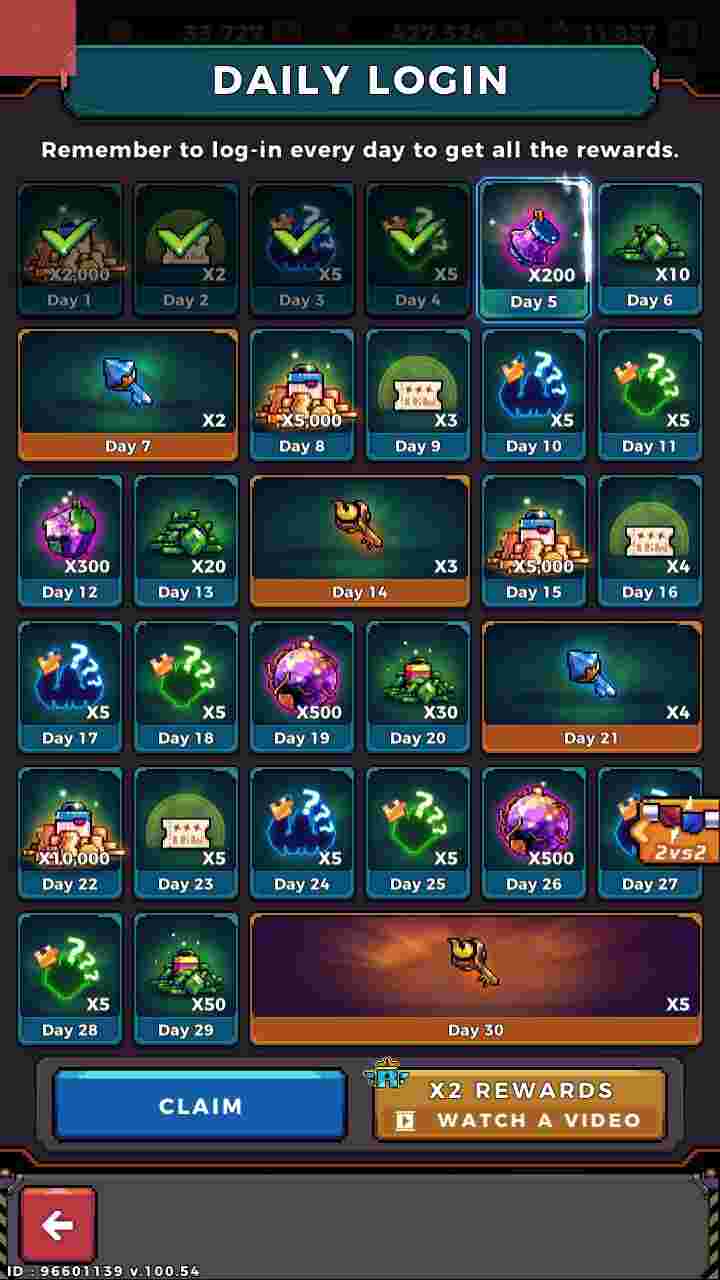 33,727 427,324 11,337
DAILY LOGIN
Remember to log-in every day to get all the rewards.
X2,000 X2 X5 X5 X200 X10
Day 1 Day 2 Day 3 Day 4 Day 5 Day 6
??? ???
X2 X5,000 X3 X5 X5
Day 7 Day 8 Day 9 Day 10 Day 11
X300 X20 X3 X5,000 X4
Day 12 Day 13 Day 14 Day 15 Day 16
??? ???
X5 X5 X500 X30 X4
Day 17 Day 18 Day 19 Day 20 Day 21
??? ???
X10,000 X5 X5 X5 X500
2vs2
Day 22 Day 23 Day 24 Day 25 Day 26 Day 27
???
X5 X50 X5
Day 28 Day 29 Day 30
R
CLAIM
X2 REWARDS
WATCH A VIDEO
ID : 96601139 v.100.54